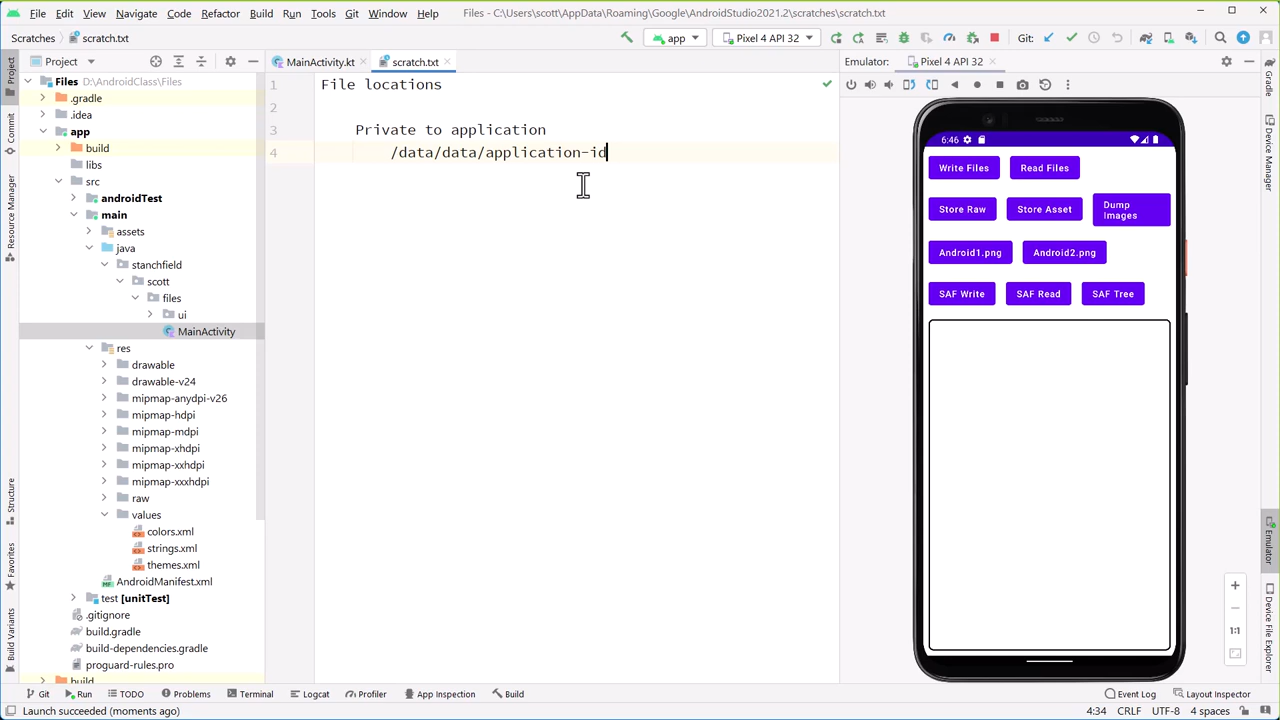 File Edit View Navigate Code Refactor Build Run Tools Git Window Help Files - C:\Users\scott\AppData\Roaming\Google\AndroidStudio2021.2\scratches\scratch.txt
Scratches scratch.txt app Pixel 4 API 32 Git:
Project MainActivity.kt scratch.txt Emulator: Pixel 4 API 32
Project
Commit
Resource Manager
Structure
Favorites
Build Variants
Files D:\AndroidClass\Files
.gradle
.idea
app
build
libs
src
androidTest
main
assets
java
stanchfield
scott
files
ui
MainActivity
res
drawable
drawable-v24
mipmap-anydpi-v26
mipmap-hdpi
mipmap-mdpi
mipmap-xhdpi
mipmap-xxhdpi
mipmap-xxxhdpi
raw
values
colors.xml
strings.xml
themes.xml
AndroidManifest.xml
test [unitTest]
.gitignore
build.gradle
build-dependencies.gradle
proguard-rules.pro
build
1 File locations
2
3 Private to application
4 /data/data/application-id
6:46
Write Files Read Files
Store Raw Store Asset Dump Images
Android1.png Android2.png
SAF Write SAF Read SAF Tree
1:1
Gradle
Device Manager
Emulator
Device File Explorer
Git Run TODO Problems Terminal Logcat Profiler App Inspection Build Event Log Layout Inspector
Launch succeeded (moments ago) 4:34 CRLF UTF-8 4 spaces